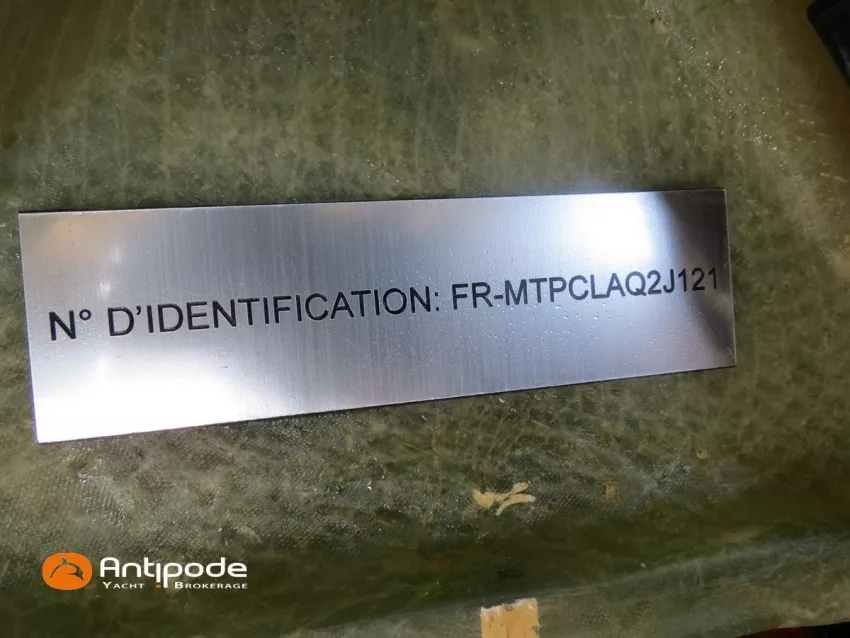 N° D'IDENTIFICATION: FR-MTPCLAQ2J121
Antipode
YACHT BROKERAGE